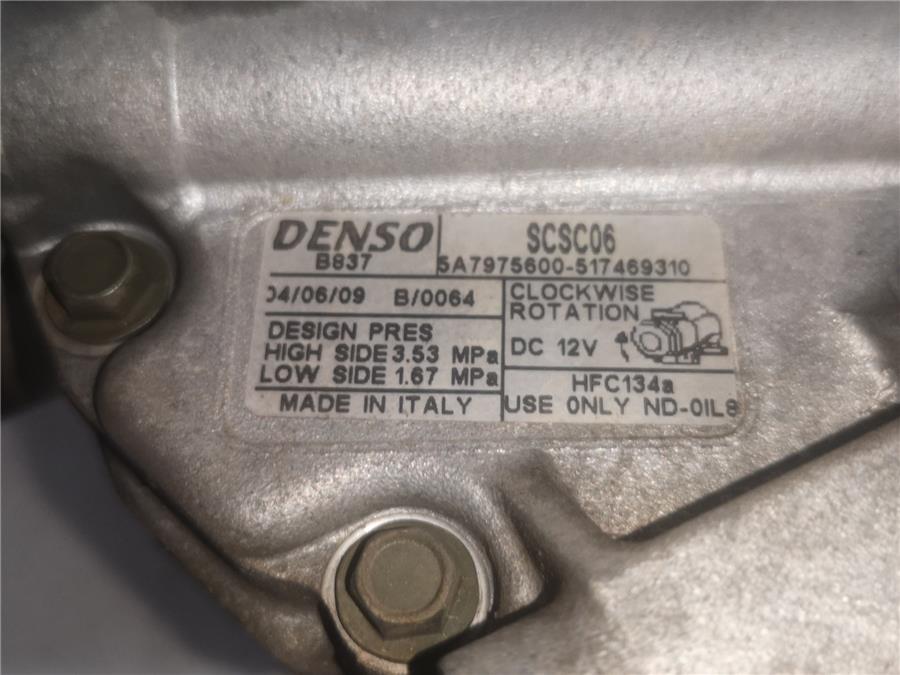 DENSO
B837
SCSC06
5A7975600-517469310
04/06/09 B/0064
CLOCKWISE
ROTATION
DC 12V
DESIGN PRES
HIGH SIDE 3.53 MPa
LOW SIDE 1.67 MPa
HFC134a
MADE IN ITALY
USE ONLY ND-OIL8